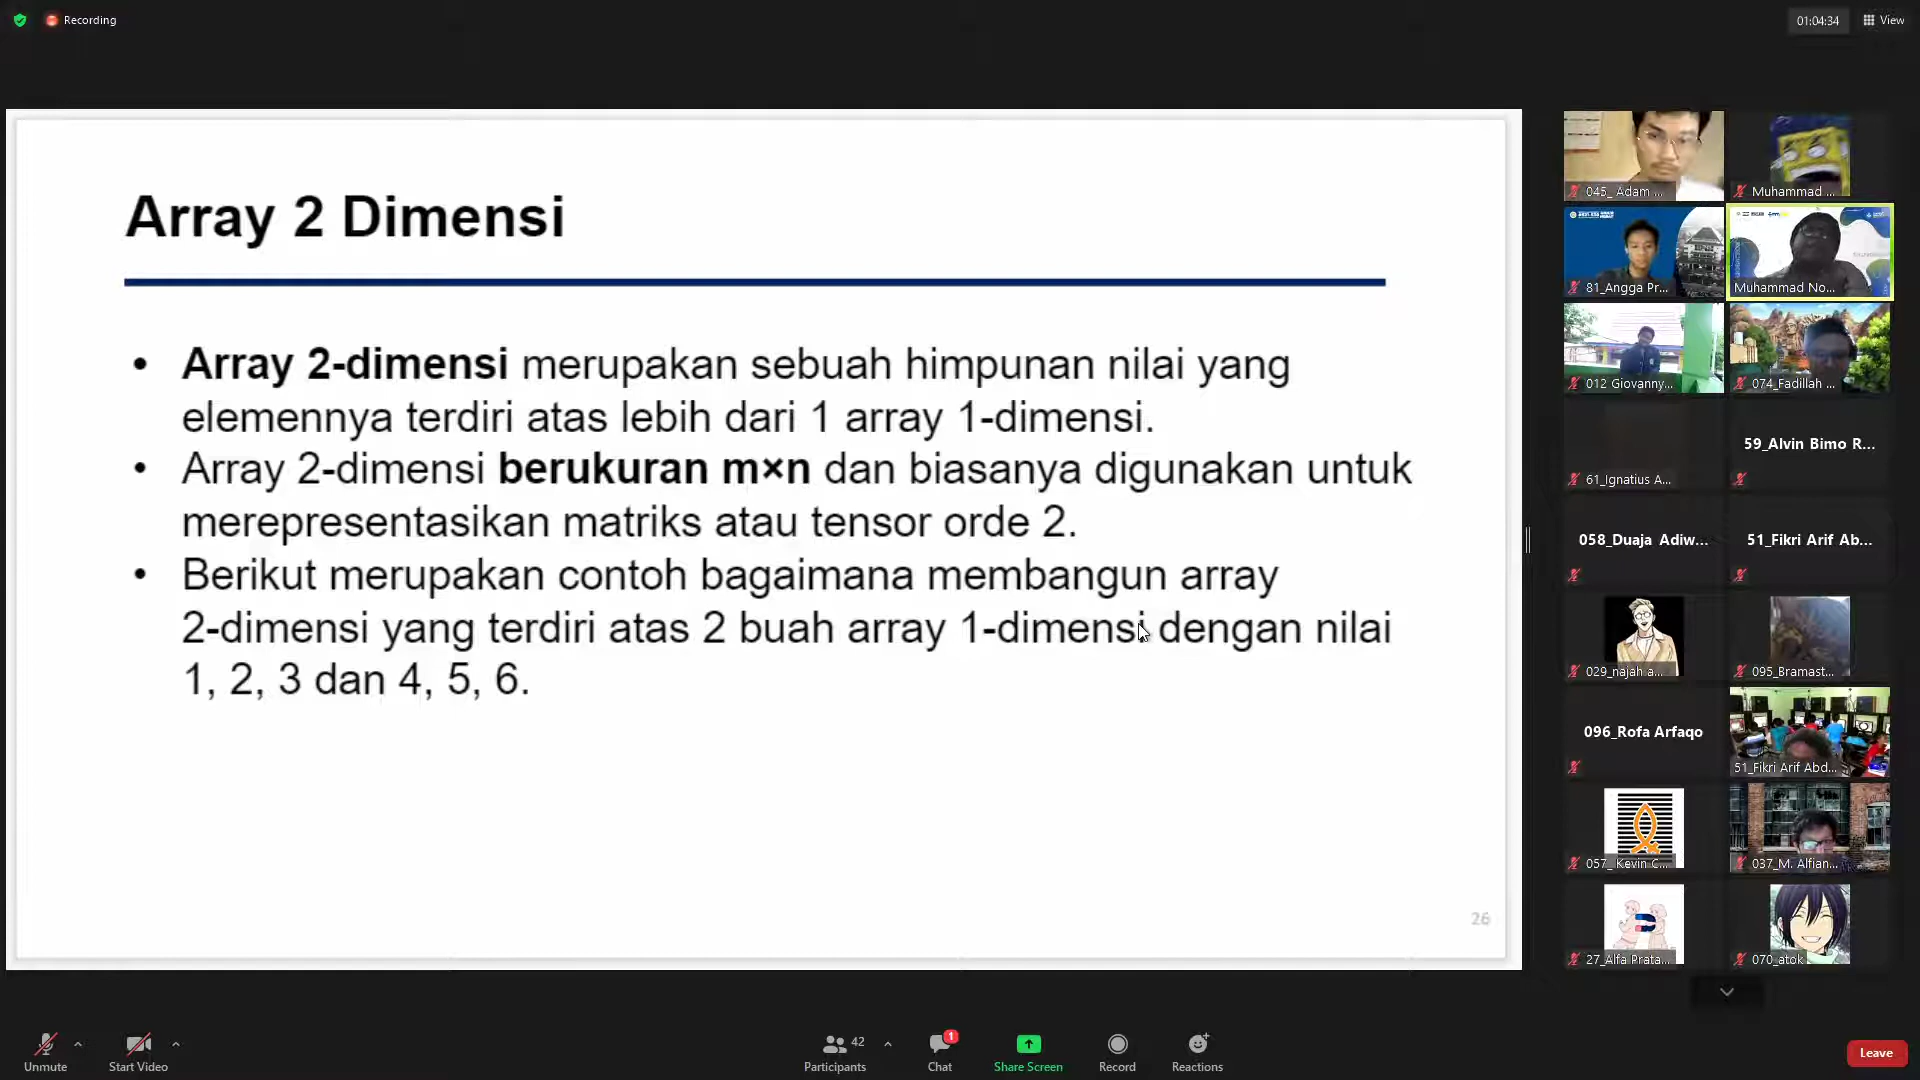 Recording
01:04:34
View
Array 2 Dimensi
• Array 2-dimensi merupakan sebuah himpunan nilai yang
elemennya terdiri atas lebih dari 1 array 1-dimensi.
• Array 2-dimensi berukuran m×n dan biasanya digunakan untuk
merepresentasikan matriks atau tensor orde 2.
• Berikut merupakan contoh bagaimana membangun array
2-dimensi yang terdiri atas 2 buah array 1-dimensi dengan nilai
1, 2, 3 dan 4, 5, 6.
26
045_ Adam ...
Muhammad ...
81_Angga Pr...
Muhammad No...
012 Giovanny...
074_Fadillah ...
61_Ignatius A...
59_Alvin Bimo R...
058_Duaja Adiw...
51_Fikri Arif Ab...
029_najah a...
095_Bramast...
096_Rofa Arfaqo
51_Fikri Arif Abd...
057_ Kevin C...
037_M. Alfian...
27_Alfa Prata...
070_atok
Unmute
Start Video
42
Participants
1
Chat
Share Screen
Record
Reactions
Leave